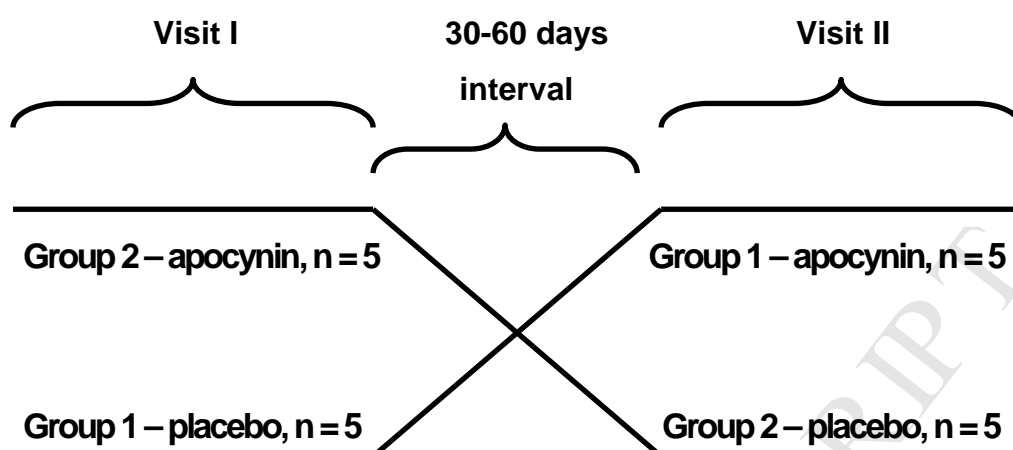 Visit I
30-60 days
interval
Visit II
Group 2 – apocynin, n = 5
Group 1 – apocynin, n = 5
Group 1 – placebo, n = 5
Group 2 – placebo, n = 5
RIPT